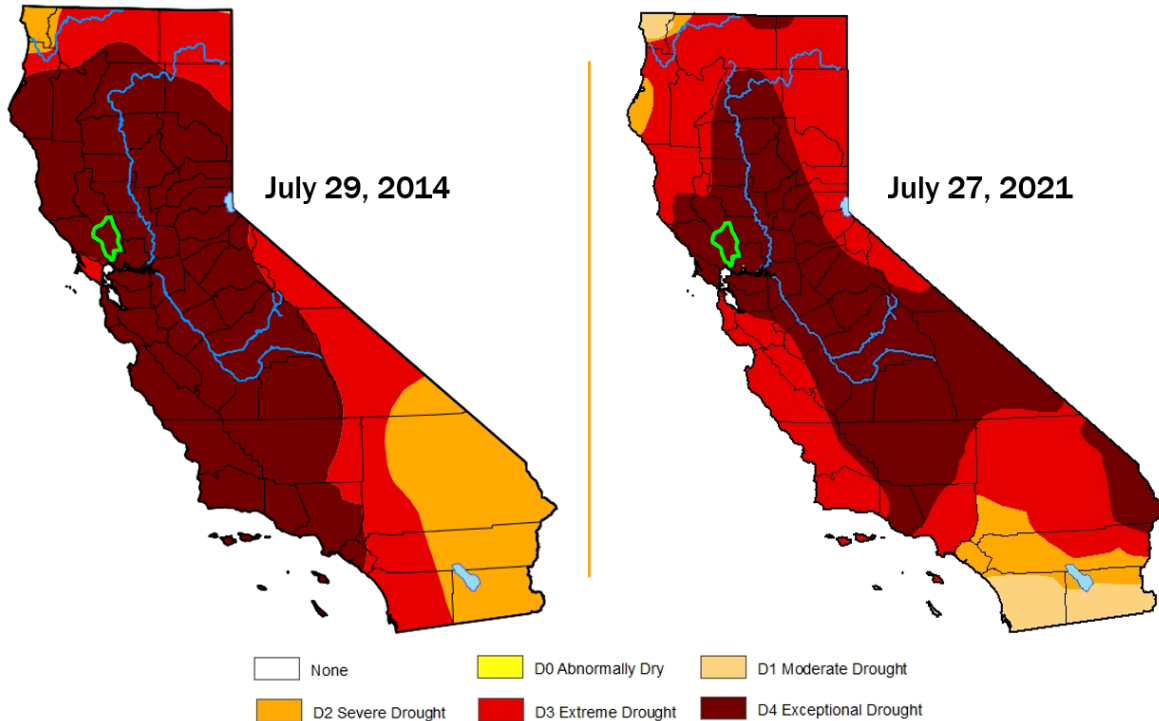 July 29, 2014
July 27, 2021
None
D0 Abnormally Dry
D1 Moderate Drought
D2 Severe Drought
D3 Extreme Drought
D4 Exceptional Drought